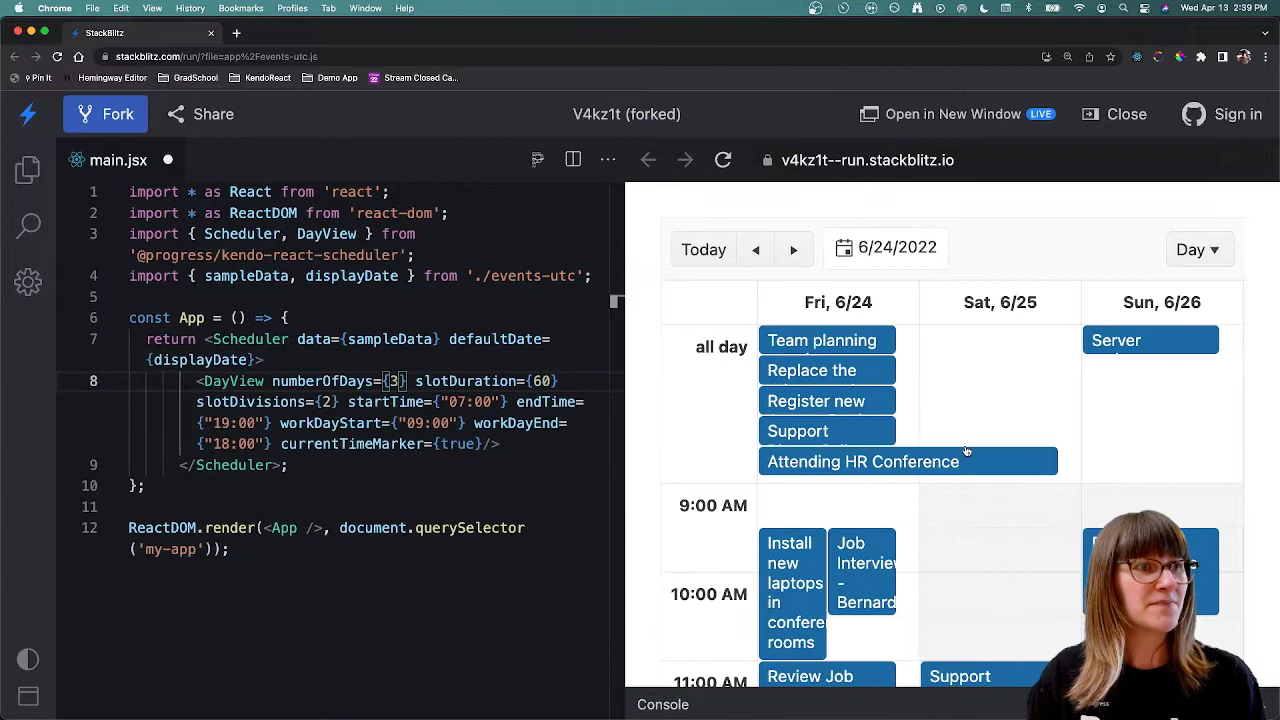 Chrome File Edit View History Bookmarks Profiles Tab Window Help
Wed Apr 13 2:39 PM
StackBlitz
stackblitz.com/run/?file=app%2Fevents-utc.js
Pin It Hemingway Editor GradSchool KendoReact Demo App Stream Closed Ca...
Fork Share
V4kz1t (forked)
Open in New Window LIVE Close Sign in
main.jsx
v4kz1t--run.stackblitz.io
1 import * as React from 'react';
2 import * as ReactDOM from 'react-dom';
3 import { Scheduler, DayView } from
'@progress/kendo-react-scheduler';
4 import { sampleData, displayDate } from './events-utc';
5
6 const App = () => {
7 return <Scheduler data={sampleData} defaultDate=
{displayDate}>
8 <DayView numberOfDays={3} slotDuration={60}
slotDivisions={2} startTime={"07:00"} endTime=
{"19:00"} workDayStart={"09:00"} workDayEnd=
{"18:00"} currentTimeMarker={true}/>
9 </Scheduler>;
10 };
11
12 ReactDOM.render(<App />, document.querySelector
('my-app'));
Today 6/24/2022 Day
Fri, 6/24 Sat, 6/25 Sun, 6/26
all day
Team planning
Server
Replace the
Register new
Support
Attending HR Conference
9:00 AM
Install
new
laptops
in
confere
rooms
Job
Interview
-
Bernard
10:00 AM
11:00 AM
Review Job
Support
Console